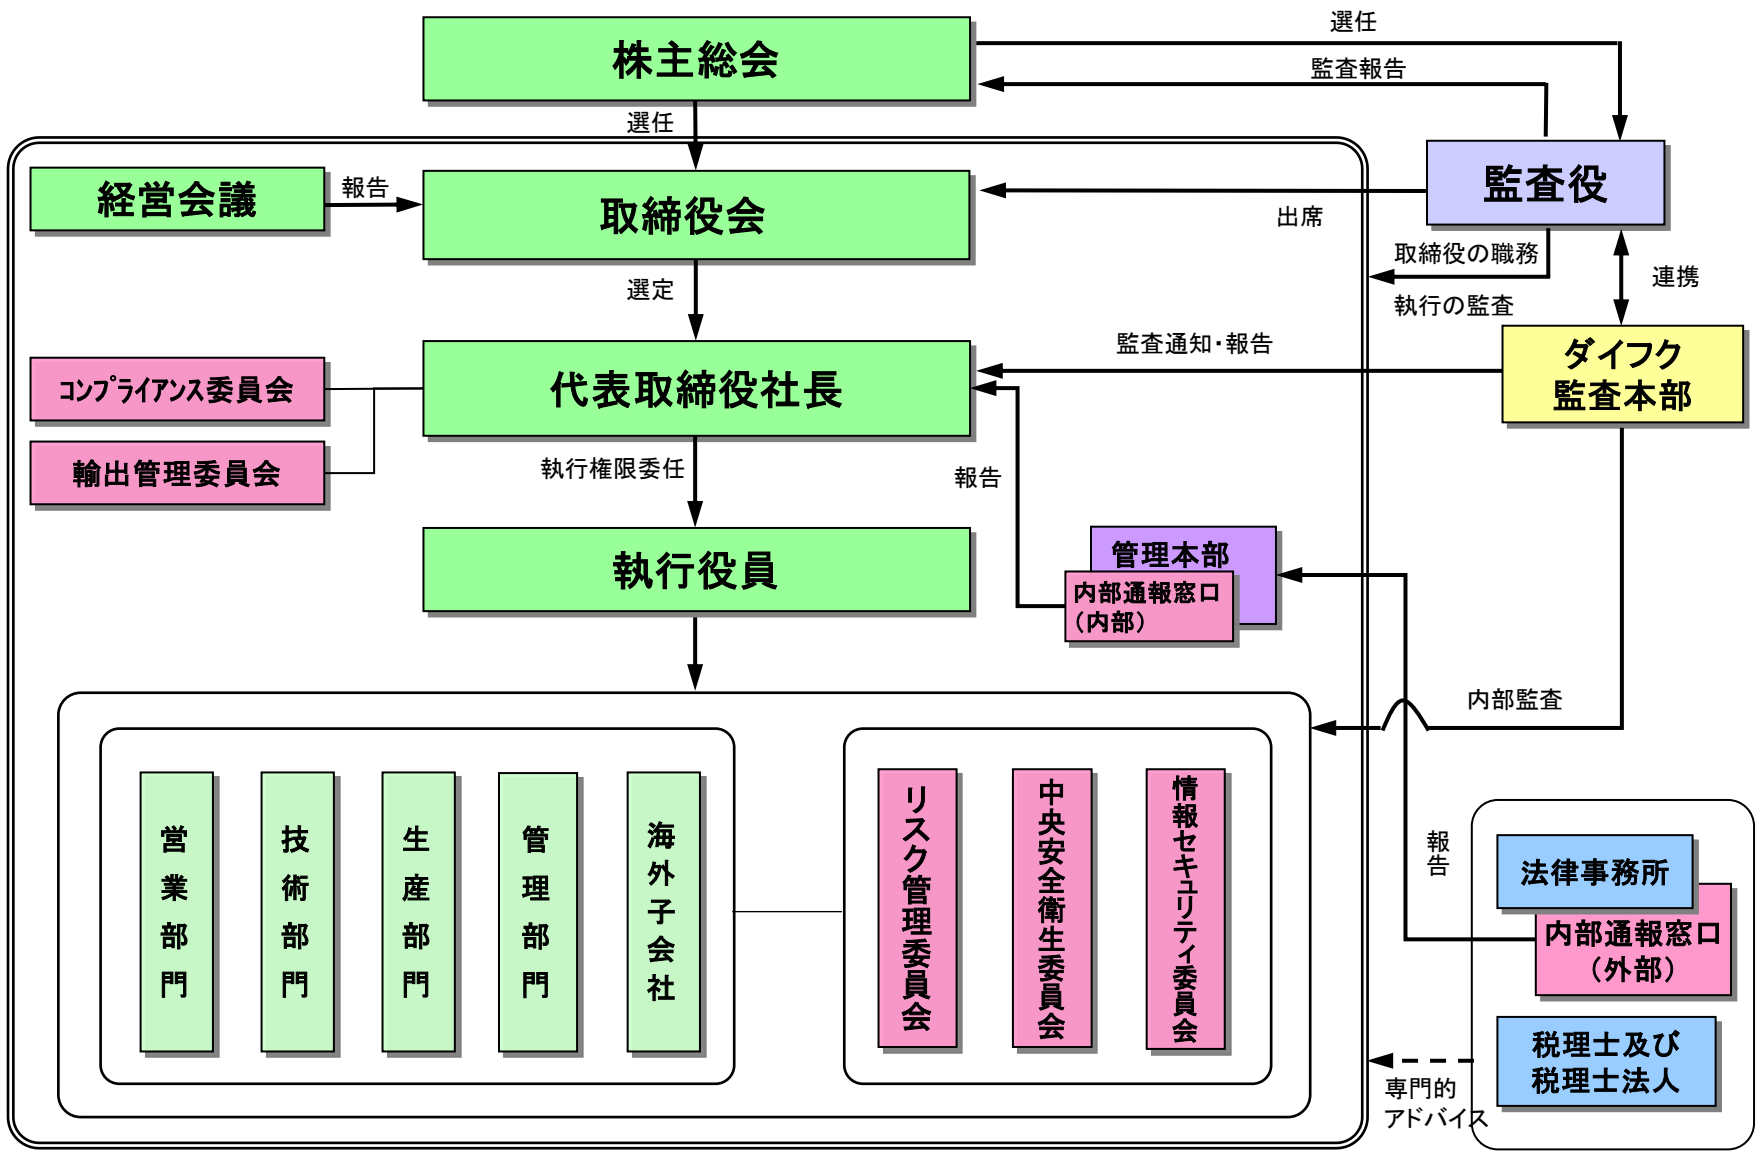 株主総会
選任
監査報告
選任
経営会議
報告
取締役会
監査役
出席
取締役の職務
執行の監査
連携
選定
監査通知・報告
ダイフク
監査本部
コンプライアンス委員会
代表取締役社長
輸出管理委員会
執行権限委任
報告
執行役員
管理本部
内部通報窓口
（内部）
内部監査
営業部門
技術部門
生産部門
管理部門
海外子会社
リスク管理委員会
中央安全衛生委員会
情報セキュリティ委員会
報告
法律事務所
内部通報窓口
（外部）
税理士及び
税理士法人
専門的
アドバイス